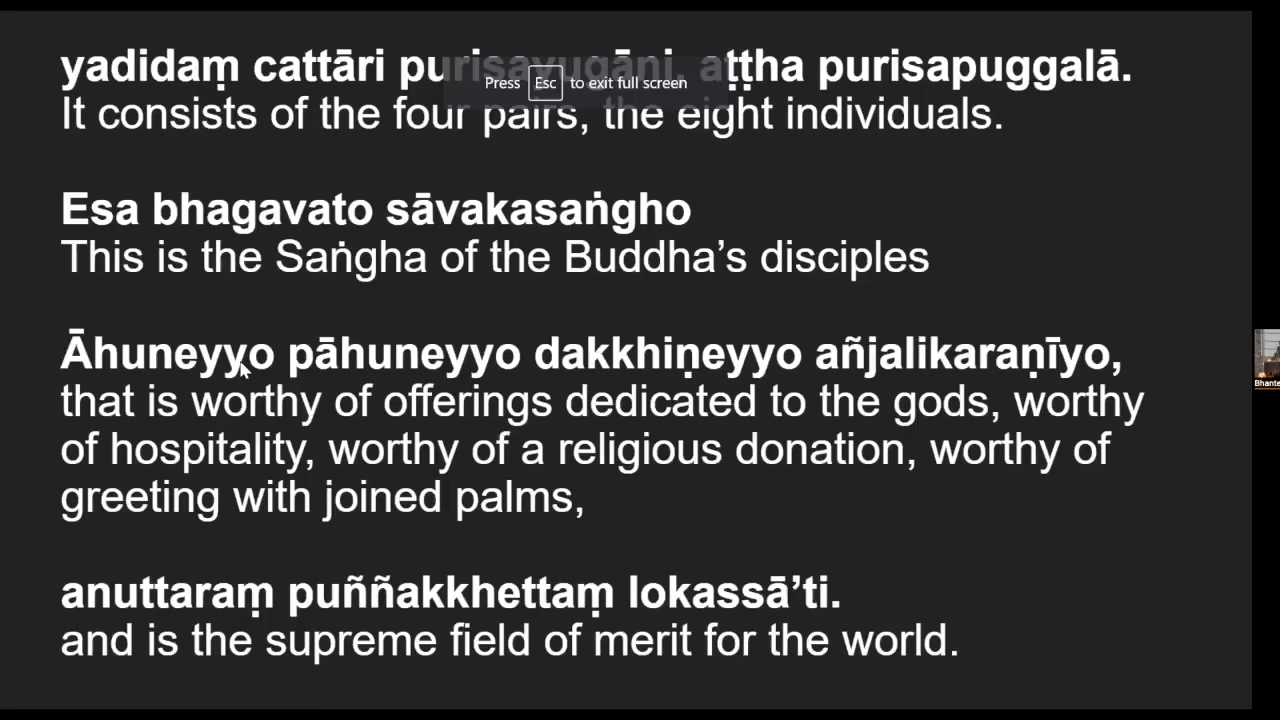 yadidaṃ cattāri purisayugāni, aṭṭha purisapuggalā.
Press Esc to exit full screen
It consists of the four pairs, the eight individuals.
Esa bhagavato sāvakasaṅgho
This is the Saṅgha of the Buddha’s disciples
Āhuneyyo pāhuneyyo dakkhiṇeyyo añjalikaraṇīyo,
that is worthy of offerings dedicated to the gods, worthy
of hospitality, worthy of a religious donation, worthy of
greeting with joined palms,
anuttaraṃ puññakkhettaṃ lokassā’ti.
and is the supreme field of merit for the world.
Bhante